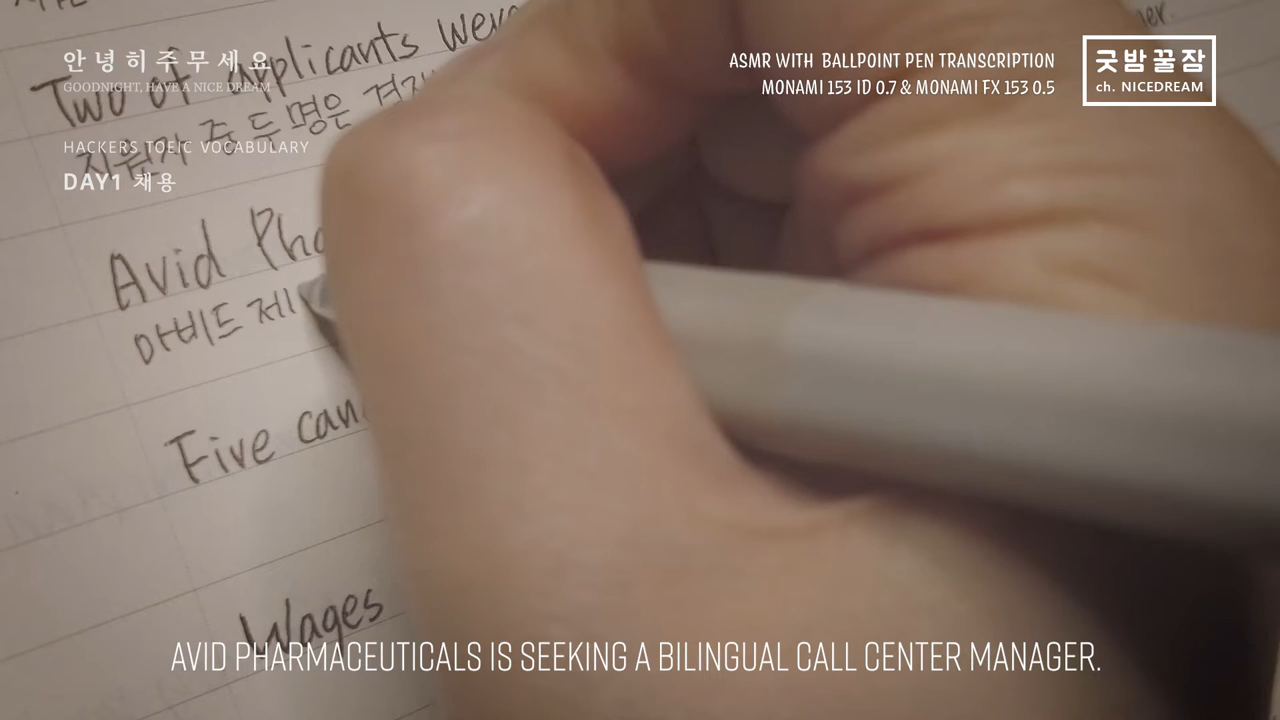 안녕히주무세요
GOODNIGHT, HAVE A NICE DREAM
HACKERS TOEIC VOCABULARY
DAY1 채용
ASMR WITH BALLPOINT PEN TRANSCRIPTION
MONAMI 153 ID 0.7 & MONAMI FX 153 0.5
굿밤꿀잠
ch. NICEDREAM
Two of applicants were
지원자 중 두 명은
Avid Pha
아비드 제
Five can
Wages
AVID PHARMACEUTICALS IS SEEKING A BILINGUAL CALL CENTER MANAGER.